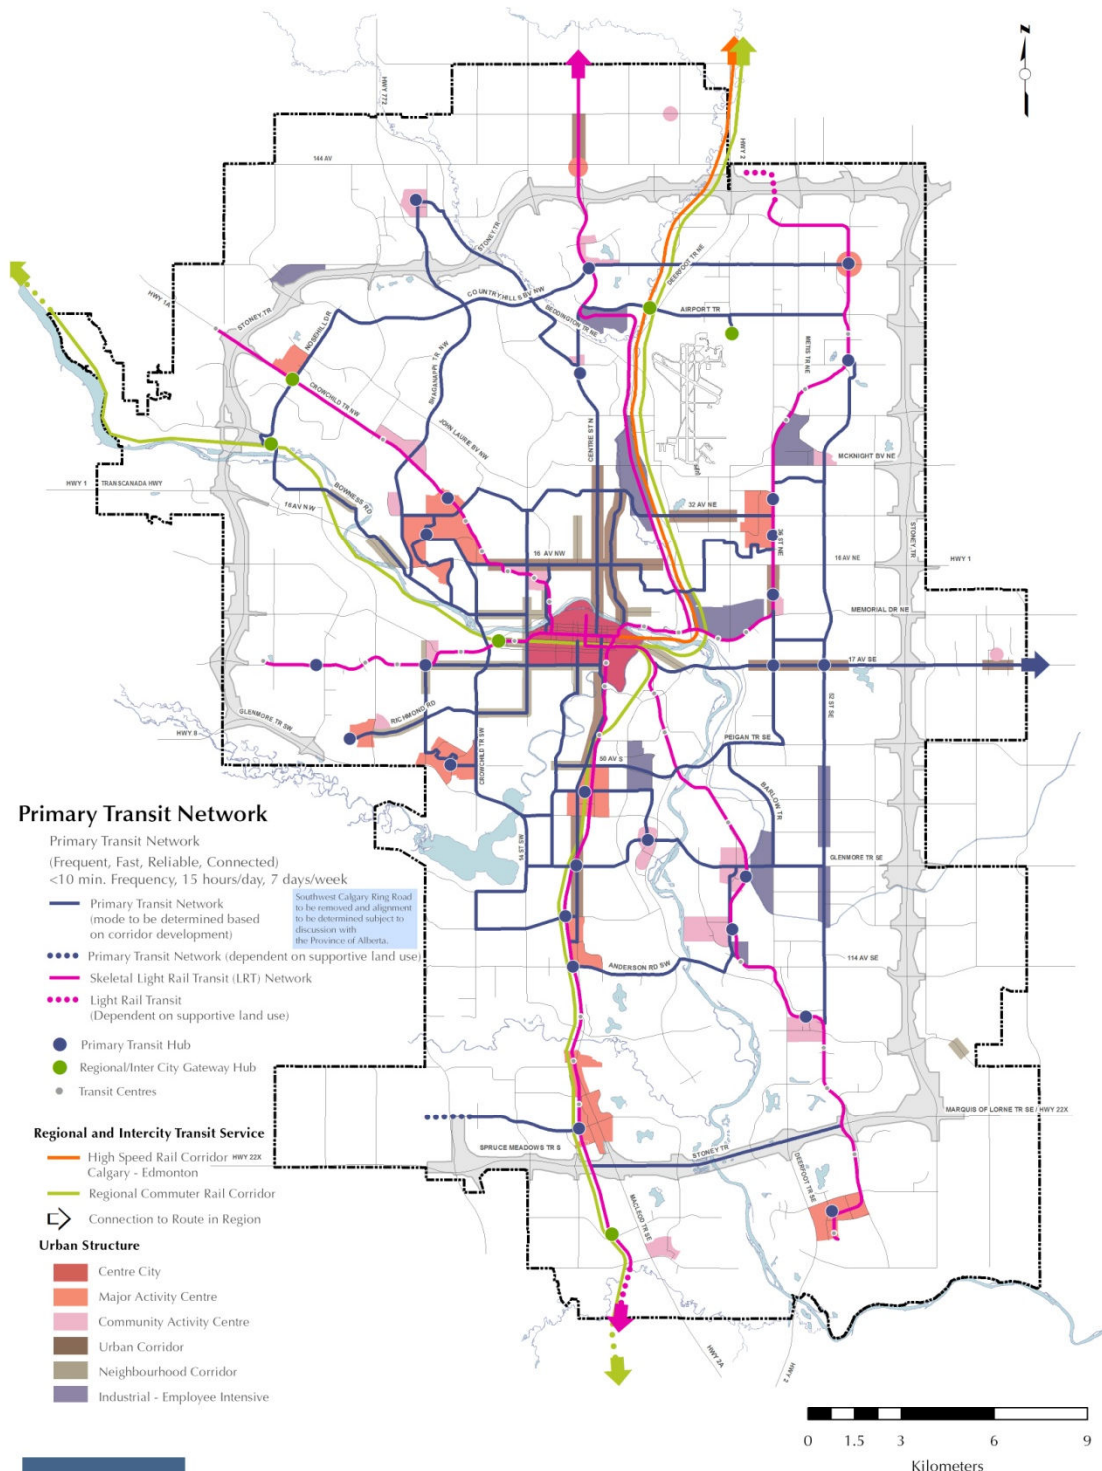 N
HWY 772
144 AV
HWY 2
STONEY TR
DEERFOOT TR NE
HWY 1A
STONEY TR
COUNTRY HILLS BV NW
BEDDINGTON TR NE
AIRPORT TR
NOSEHILL DR
SHAGANAPPI TR NW
METIS TR NE
CROWCHILD TR NW
JOHN LAURIE BV NW
CENTRE ST N
MCKNIGHT BV NE
HWY 1
TRANSCANADA HWY
BOWNESS RD
16 AV NW
32 AV NE
36 ST NE
STONEY TR
16 AV NW
16 AV NE
HWY 1
MEMORIAL DR NE
17 AV SE
52 ST SE
GLENMORE TR SW
RICHMOND RD
HWY 8
CROWCHILD TR SW
PEIGAN TR SE
50 AV S
BARLOW TR
14 ST SW
GLENMORE TR SE
ANDERSON RD SW
114 AV SE
MARQUIS OF LORNE TR SE / HWY 22X
SPRUCE MEADOWS TR S
STONEY TR
HWY 22X
MACLEOD TR SE
DEERFOOT TR SE
HWY 2A
HWY 2
Primary Transit Network
Primary Transit Network
(Frequent, Fast, Reliable, Connected)
<10 min. Frequency, 15 hours/day, 7 days/week
Primary Transit Network
(mode to be determined based
on corridor development)
Southwest Calgary Ring Road
to be removed and alignment
to be determined subject to
discussion with
the Province of Alberta.
Primary Transit Network (dependent on supportive land use)
Skeletal Light Rail Transit (LRT) Network
Light Rail Transit
(Dependent on supportive land use)
Primary Transit Hub
Regional/Inter City Gateway Hub
Transit Centres
Regional and Intercity Transit Service
High Speed Rail Corridor
Calgary - Edmonton
Regional Commuter Rail Corridor
Connection to Route in Region
Urban Structure
Centre City
Major Activity Centre
Community Activity Centre
Urban Corridor
Neighbourhood Corridor
Industrial - Employee Intensive
0 1.5 3 6 9
Kilometers